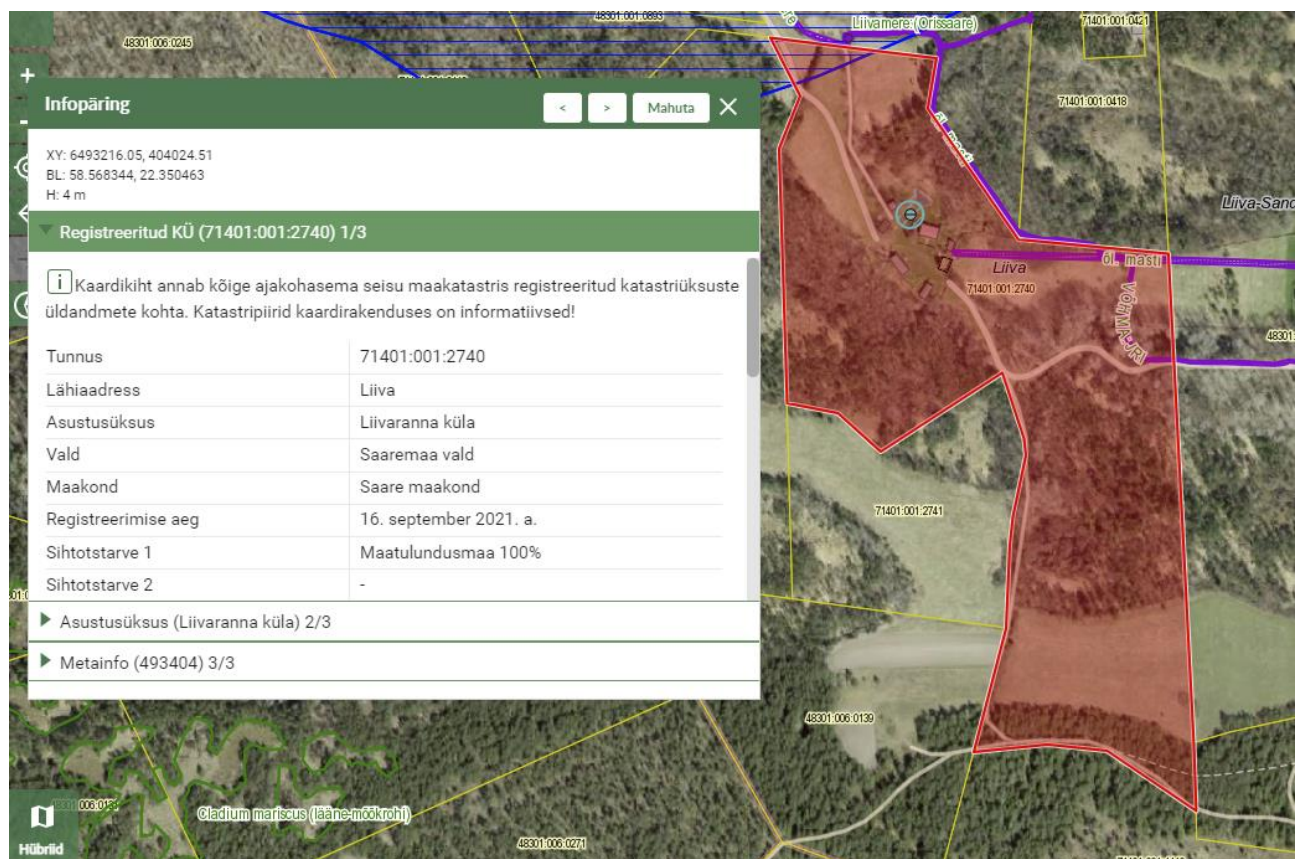 48301:001:0893
Liivamere (Orissaare)
71401:001:0421
48301:006:0245
71401:001:0418
Infopäring
<
>
Mahuta
XY: 6493216.05, 404024.51
BL: 58.568344, 22.350463
H: 4 m
Registreeritud KÜ (71401:001:2740) 1/3
Kaardikiht annab kõige ajakohasema seisu maakatastris registreeritud katastriüksuste
üldandmete kohta. Katastripiirid kaardirakenduses on informatiivsed!
Tunnus 71401:001:2740
Lähiaadress Liiva
Asustusüksus Liivaranna küla
Vald Saaremaa vald
Maakond Saare maakond
Registreerimise aeg 16. september 2021. a.
Sihtotstarve 1 Maatulundusmaa 100%
Sihtotstarve 2 -
Asustusüksus (Liivaranna küla) 2/3
Metainfo (493404) 3/3
õl. masti
Liiva-Sand
õl. masti
Liiva
71401:001:2740
VÕHMA:JRI
48301:
71401:001:2741
48301:006:0139
Cladium mariscus (lääne-mõõkrohi)
48301:006:0271
Hübriid